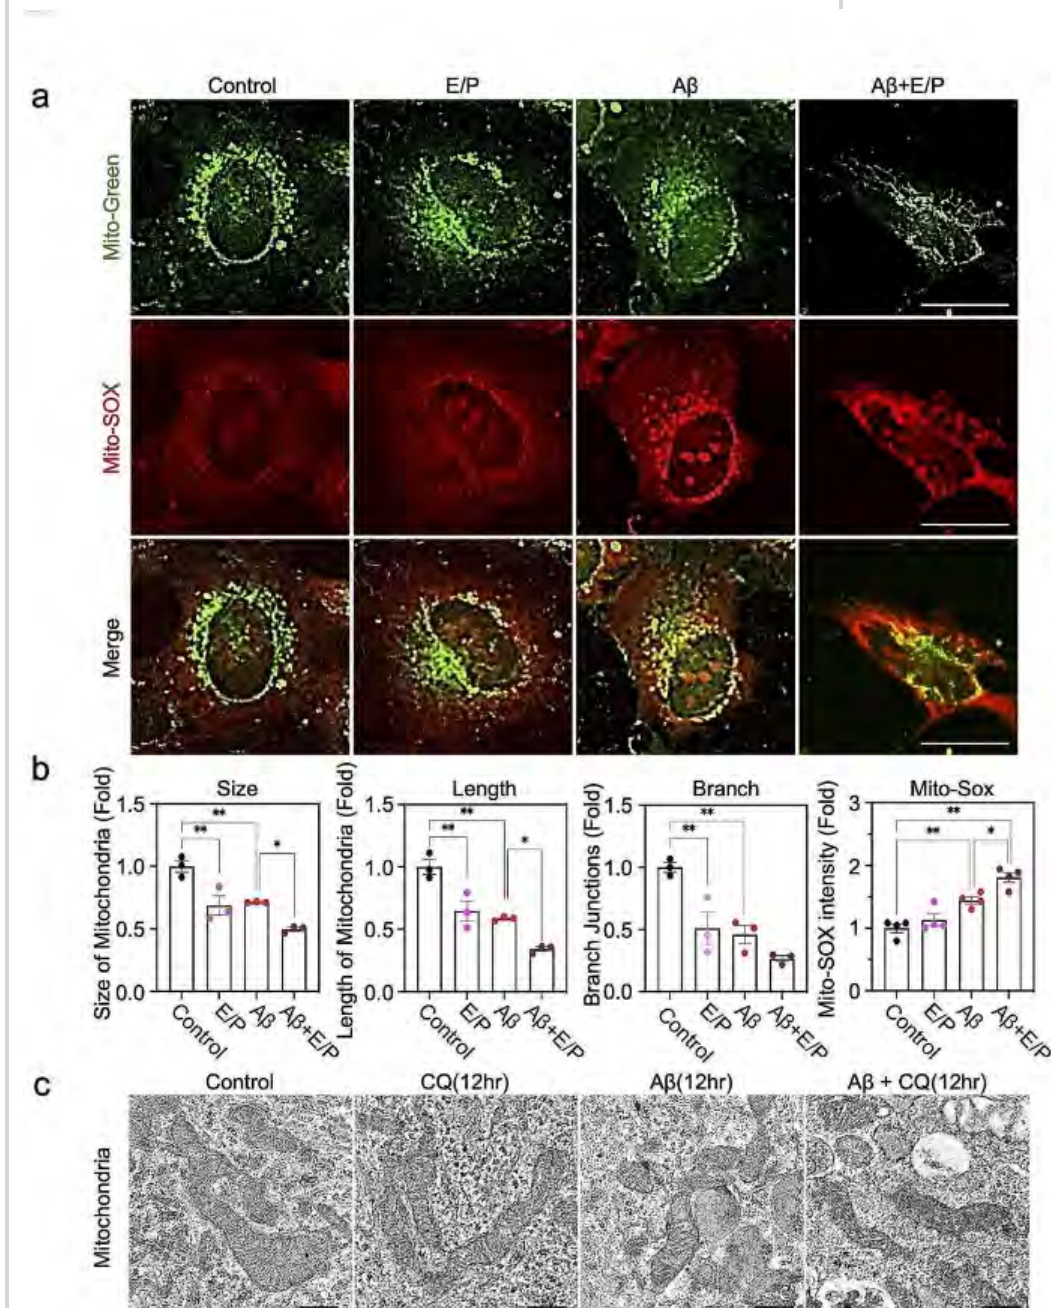 a
Control E/P Aβ Aβ+E/P
Mito-Green
Mito-SOX
Merge
b
Size
Size of Mitochondria (Fold)
1.5
1.0
0.5
0.0
**
**
*
Control
E/P
Aβ
Aβ+E/P
Length
Length of Mitochondria (Fold)
1.5
1.0
0.5
0.0
**
**
*
Control
E/P
Aβ
Aβ+E/P
Branch
Branch Junctions (Fold)
1.5
1.0
0.5
0.0
**
**
Control
E/P
Aβ
Aβ+E/P
Mito-Sox
Mito-SOX intensity (Fold)
3
2
1
0
**
**
*
Control
E/P
Aβ
Aβ+E/P
c
Control CQ(12hr) Aβ(12hr) Aβ + CQ(12hr)
Mitochondria